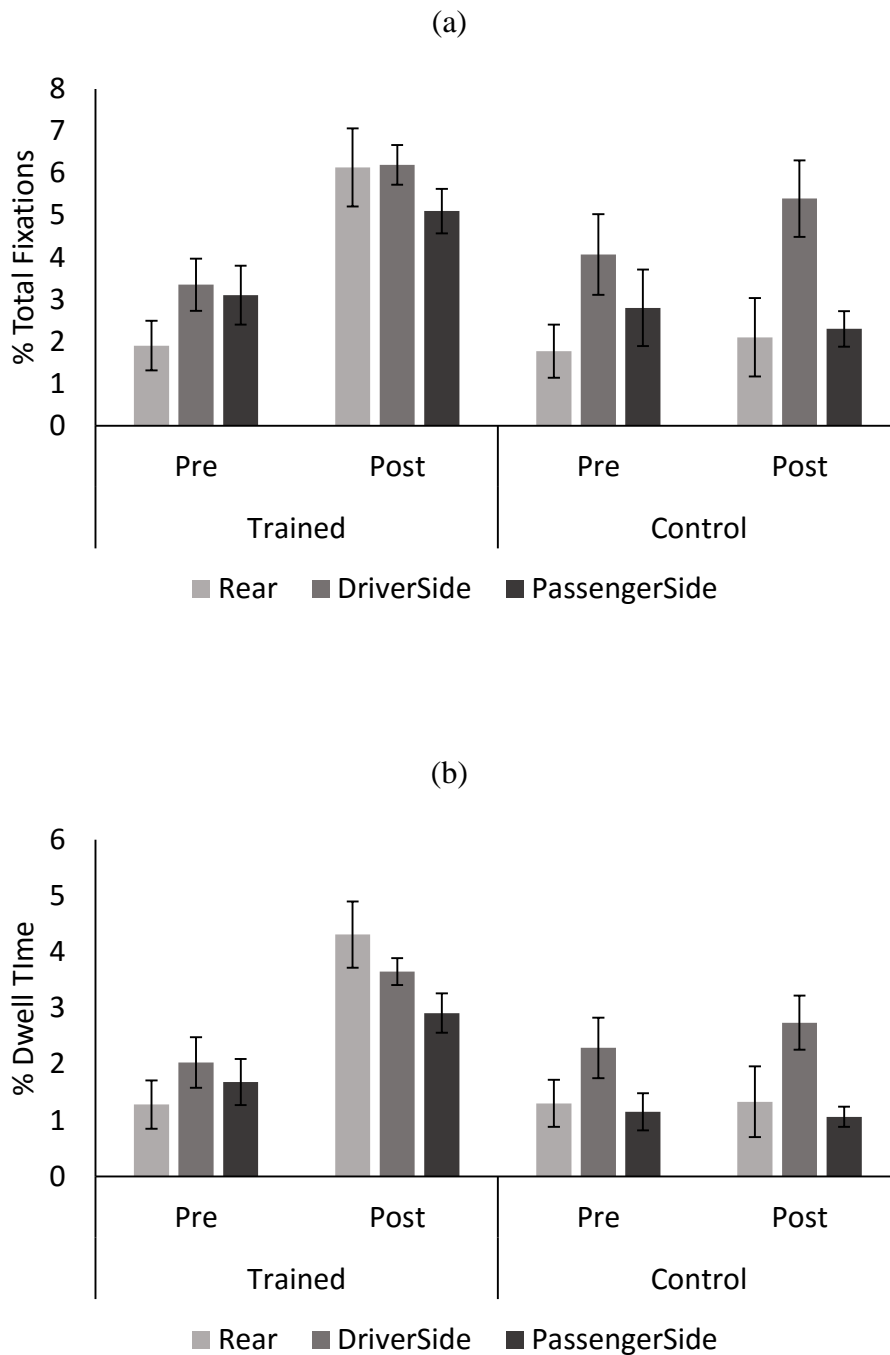 (a)
8
7
6
5
4
3
2
1
0
% Total Fixations
Pre Post Pre Post
Trained Control
Rear DriverSide PassengerSide
(b)
6
5
4
3
2
1
0
% Dwell TIme
Pre Post Pre Post
Trained Control
Rear DriverSide PassengerSide